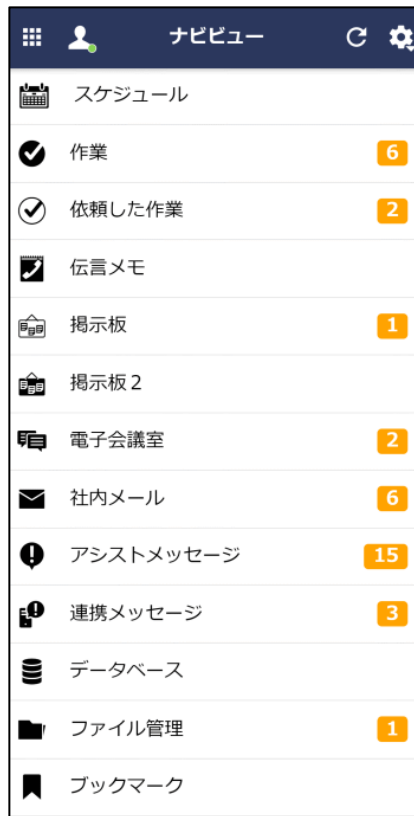 ナビビュー
スケジュール
作業 6
依頼した作業 2
伝言メモ
掲示板 1
掲示板２
電子会議室 2
社内メール 6
アシストメッセージ 15
連携メッセージ 3
データベース
ファイル管理 1
ブックマーク